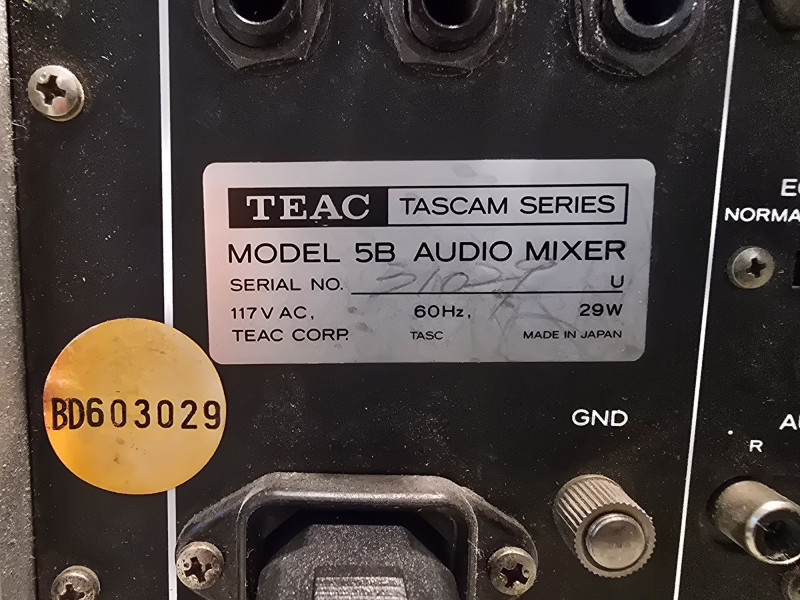 TEAC TASCAM SERIES
MODEL 5B AUDIO MIXER
SERIAL NO. U
117V AC, 60Hz, 29W
TEAC CORP. TASC MADE IN JAPAN
BD603029
GND
R